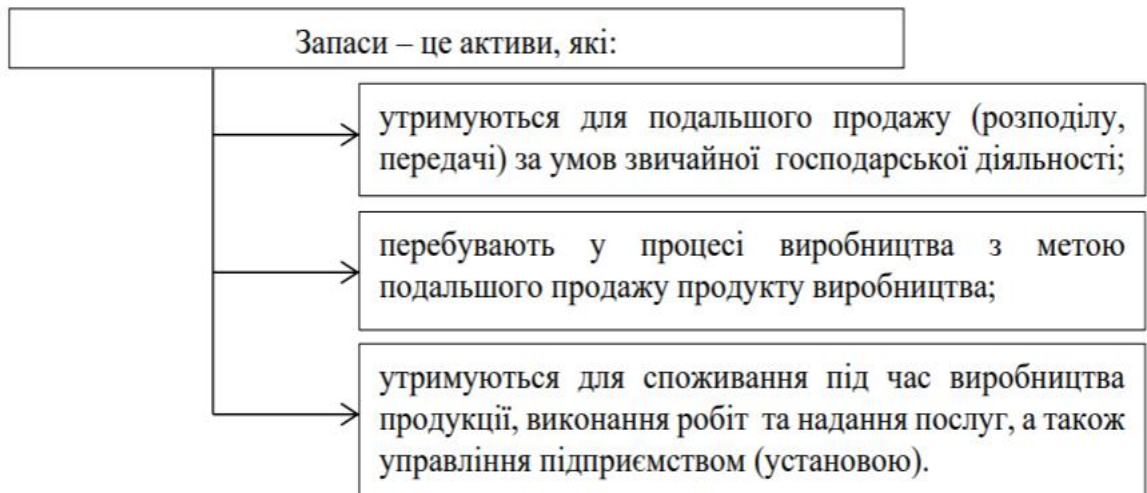 Запаси – це активи, які:
утримуються для подальшого продажу (розподілу,
передачі) за умов звичайної господарської діяльності;
перебувають у процесі виробництва з метою
подальшого продажу продукту виробництва;
утримуються для споживання під час виробництва
продукції, виконання робіт та надання послуг, а також
управління підприємством (установою).